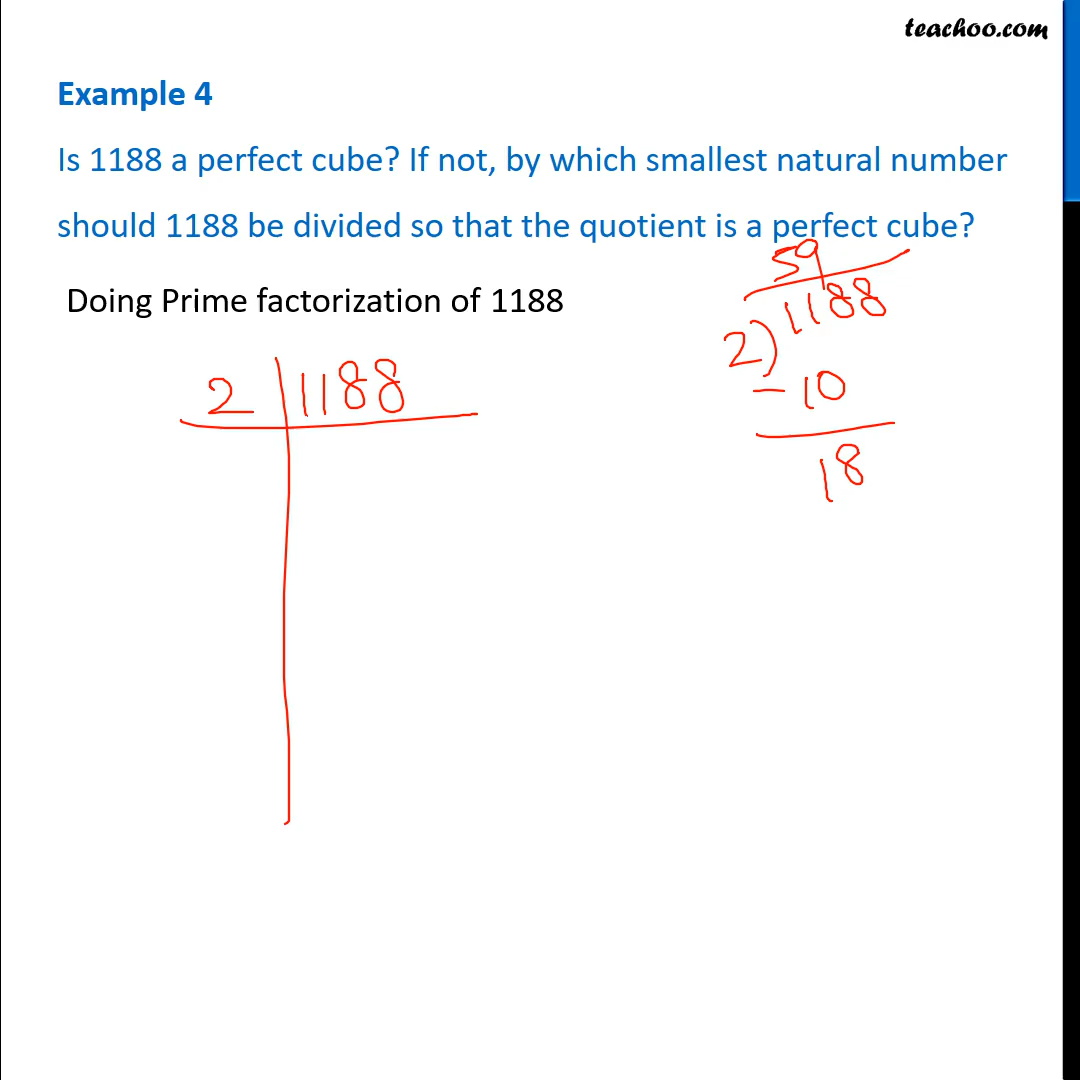 teachoo.com
Example 4
Is 1188 a perfect cube? If not, by which smallest natural number
should 1188 be divided so that the quotient is a perfect cube?
Doing Prime factorization of 1188
2 | 1188
59
2) 1188
- 10
18